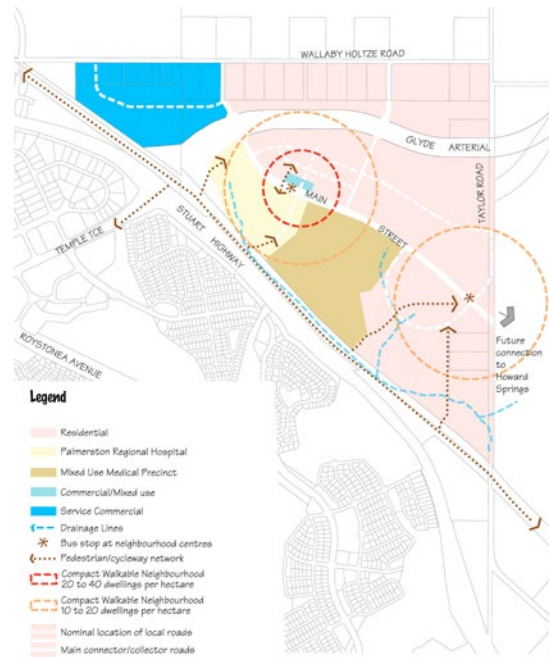 WALLABY HOLTZE ROAD
GLYDE ARTERIAL
TAYLOR ROAD
MAIN
STREET
STUART HIGHWAY
TEMPLE TCE
ROYSTONEA AVENUE
Future
connection
to
Howard
Springs
Legend
Residential
Palmerston Regional Hospital
Mixed Use Medical Precinct
Commercial/Mixed use
Service Commercial
Drainage Lines
Bus stop at neighbourhood centres
Pedestrian/cycleway network
Compact Walkable Neighbourhood
20 to 40 dwellings per hectare
Compact Walkable Neighbourhood
10 to 20 dwellings per hectare
Nominal location of local roads
Main connector/collector roads